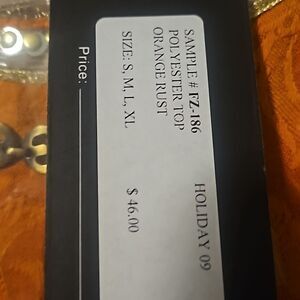 SAMPLE # FZ-186 HOLIDAY 09
POLYESTER TOP
ORANGE RUST
SIZE: S, M, L, XL $ 46.00
Price: